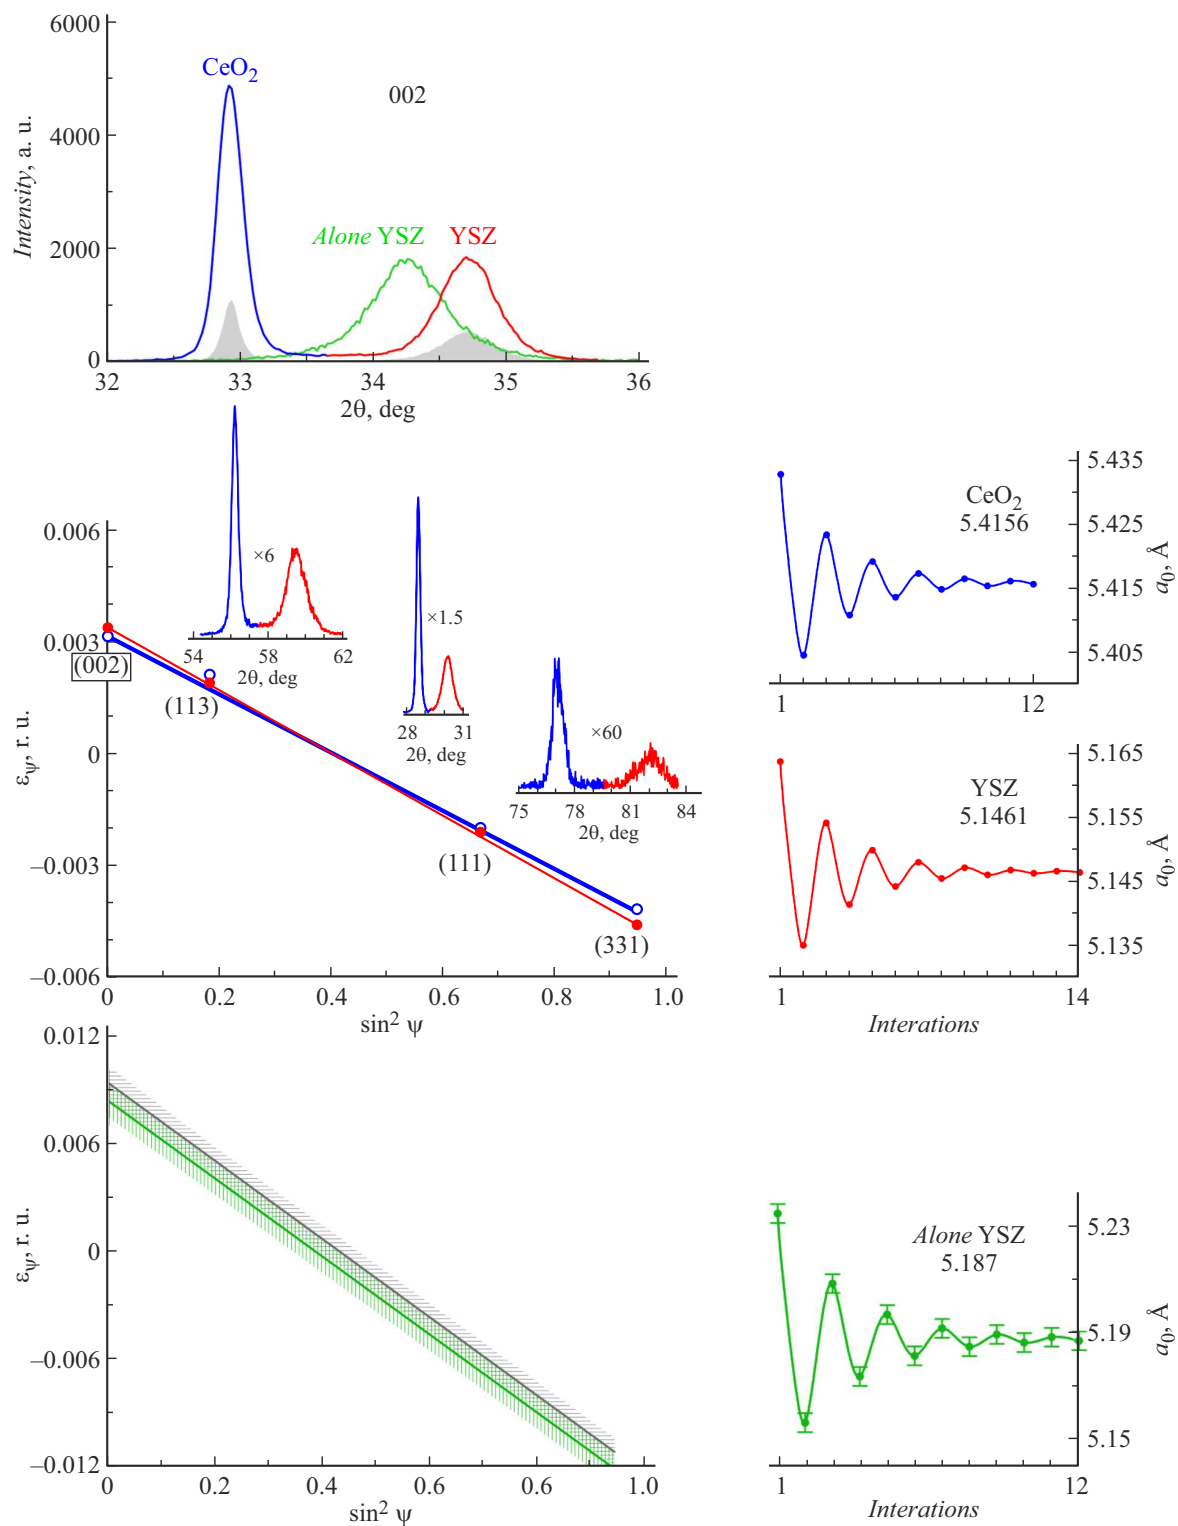 6000
4000
2000
0
Intensity, a. u.
CeO2
002
Alone YSZ
YSZ
32 33 34 35 36
2θ, deg
0.006
0.003
0
–0.003
–0.006
εψ, r. u.
(002)
(113)
(111)
(331)
×6
54 58 62
2θ, deg
×1.5
28 31
2θ, deg
×60
75 78 81 84
2θ, deg
0 0.2 0.4 0.6 0.8 1.0
sin2 ψ
CeO2
5.4156
5.435
5.425
5.415
5.405
a0, Å
1 12
YSZ
5.1461
5.165
5.155
5.145
5.135
a0, Å
1 14
Interations
0.012
0.006
0
–0.006
–0.012
εψ, r. u.
0 0.2 0.4 0.6 0.6 1.0
sin2 ψ
Alone YSZ
5.187
5.23
5.19
5.15
a0, Å
1 12
Interations